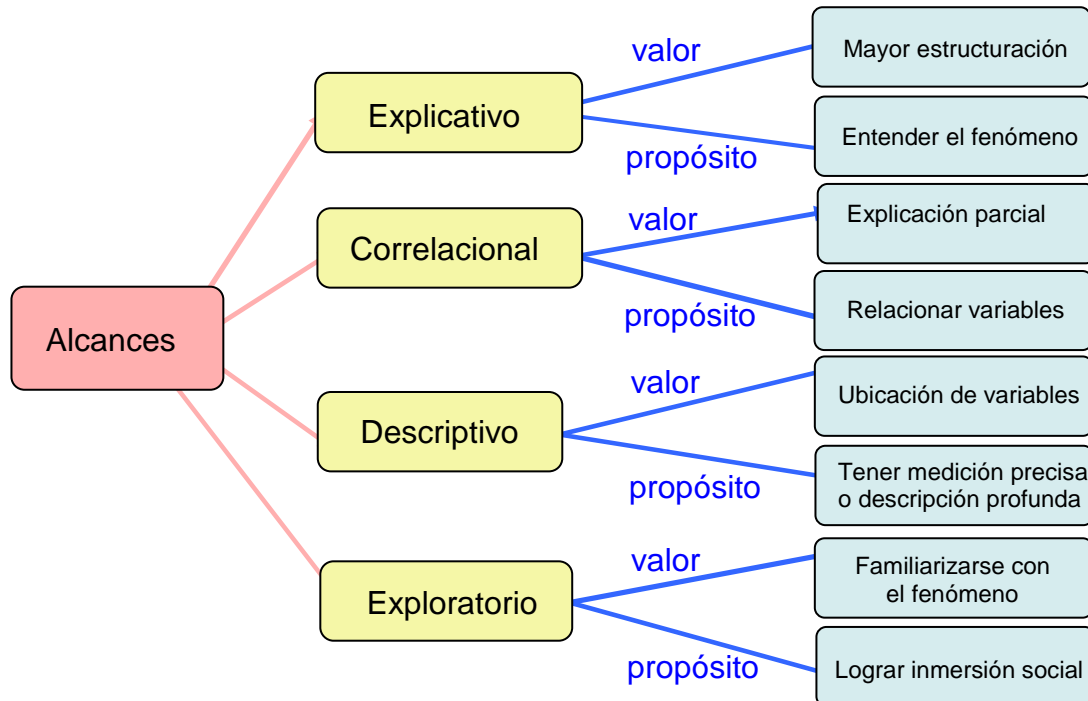 Alcances
Explicativo
valor
Mayor estructuración
propósito
Entender el fenómeno
Correlacional
valor
Explicación parcial
propósito
Relacionar variables
Descriptivo
valor
Ubicación de variables
propósito
Tener medición precisa
o descripción profunda
Exploratorio
valor
Familiarizarse con
el fenómeno
propósito
Lograr inmersión social